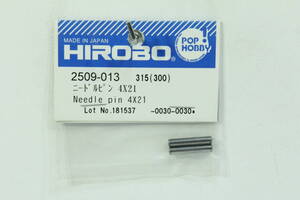 MADE IN JAPAN
HIROBO
POP
HOBBY!
2509-013 315(300)
ニードルピン 4X21
Needle pin 4X21
Lot No.181537 ~0030-0030*